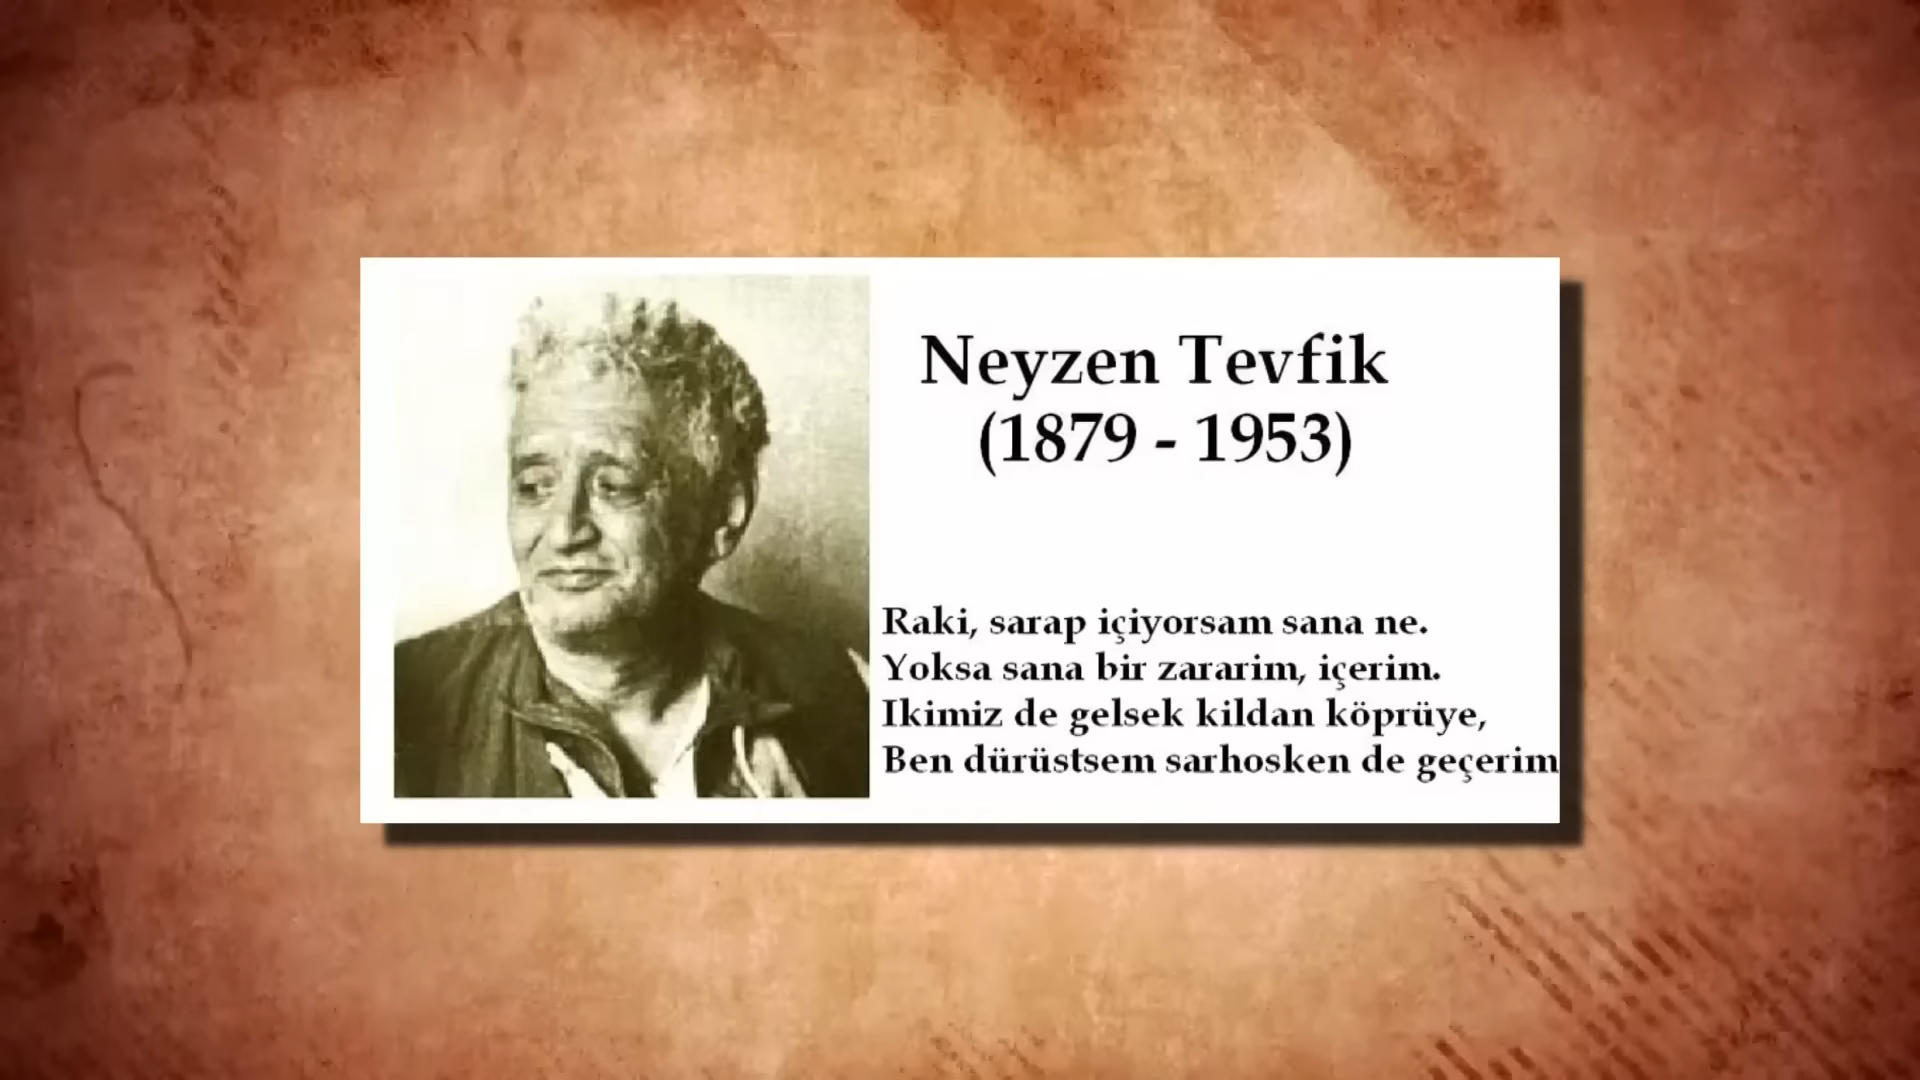 Neyzen Tevfik
(1879 - 1953)
Raki, sarap içiyorsam sana ne.
Yoksa sana bir zararim, içerim.
Ikimiz de gelsek kildan köprüye,
Ben dürüstsem sarhosken de geçerim